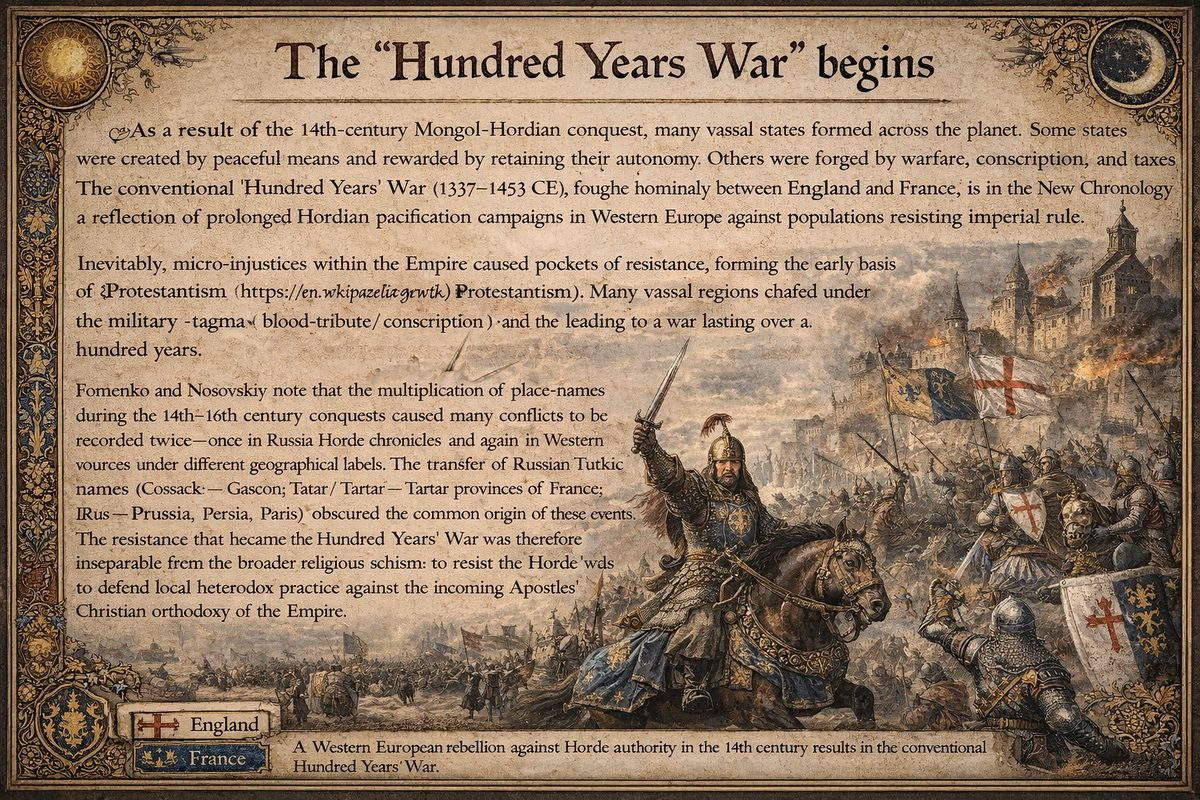 The “Hundred Years War” begins
As a result of the 14th-century Mongol-Hordian conquest, many vassal states formed across the planet. Some states
were created by peaceful means and rewarded by retaining their autonomy. Others were forged by warfare, conscription, and taxes
The conventional 'Hundred Years' War (1337–1453 CE), foughe hominaly between England and France, is in the New Chronology
a reflection of prolonged Hordian pacification campaigns in Western Europe against populations resisting imperial rule.
Inevitably, micro-injustices within the Empire caused pockets of resistance, forming the early basis
of Protestantism (https://en. Protestantism). Many vassal regions chafed under
the military -tagma ( blood-tribute/conscription ) and the leading to a war lasting over a.
hundred years.
Fomenko and Nosovskiy note that the multiplication of place-names
during the 14th–16th century conquests caused many conflicts to be
recorded twice—once in Russia Horde chronicles and again in Western
vources under different geographical labels. The transfer of Russian Tutkic
names (Cossack — Gascon; Tatar/Tartar — Tartar provinces of France;
IRus — Prussia, Persia, Paris) obscured the common origin of these events.
The resistance that hecame the Hundred Years' War was therefore
inseparable from the broader religious schism: to resist the Horde 'wds
to defend local heterodox practice against the incoming Apostles'
Christian orthodoxy of the Empire.
England
France
A Western European rebellion against Horde authority in the 14th century results in the conventional
Hundred Years' War.